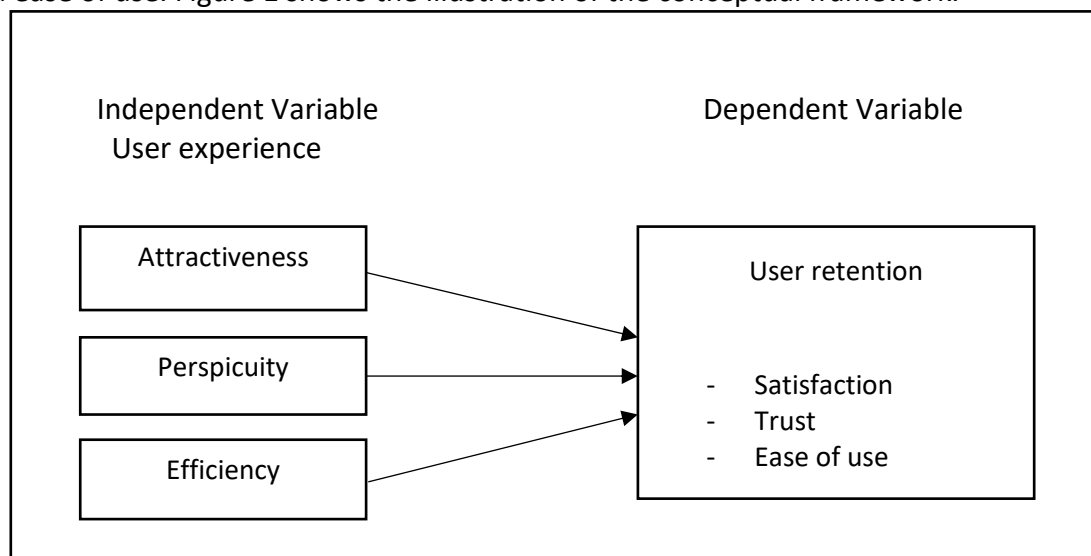 ease of use. Figure 1 shows the illustration of the conceptual framework.
Independent Variable
User experience
Dependent Variable
Attractiveness
Perspicuity
Efficiency
User retention
- Satisfaction
- Trust
- Ease of use